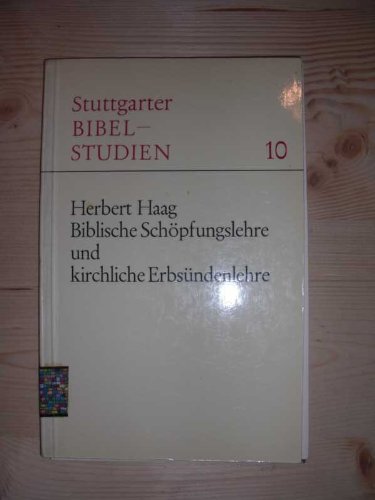 Stuttgarter
BIBEL—
STUDIEN 10
Herbert Haag
Biblische Schöpfungslehre
und
kirchliche Erbsündenlehre